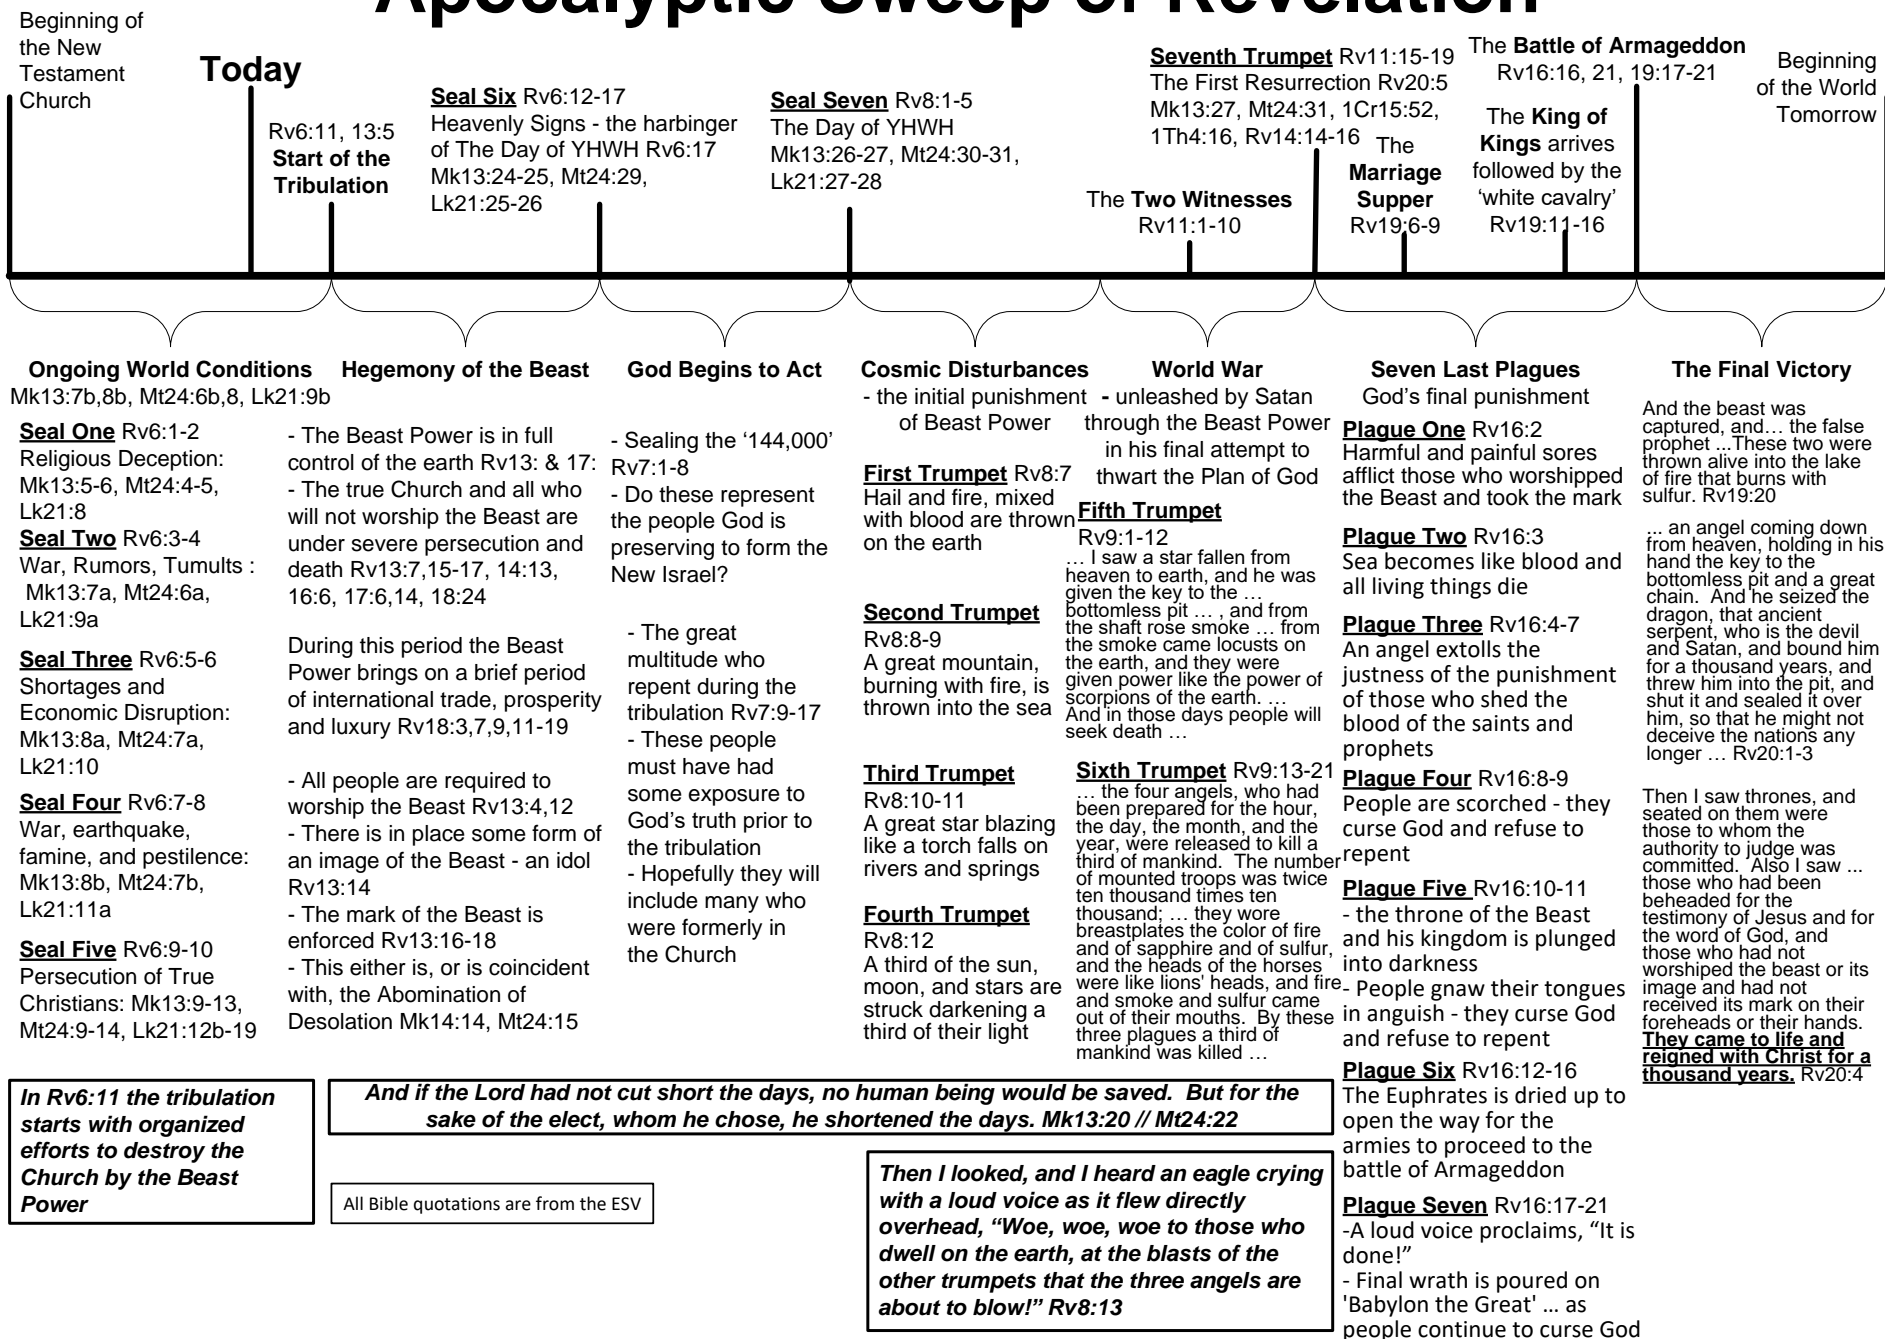 Apocalyptic Sweep of Revelation
Beginning of
the New
Testament
Church
Today
Rv6:11, 13:5
Start of the
Tribulation
Seal Six Rv6:12-17
Heavenly Signs - the harbinger
of The Day of YHWH Rv6:17
Mk13:24-25, Mt24:29,
Lk21:25-26
Seal Seven Rv8:1-5
The Day of YHWH
Mk13:26-27, Mt24:30-31,
Lk21:27-28
The Two Witnesses
Rv11:1-10
Seventh Trumpet Rv11:15-19
The First Resurrection Rv20:5
Mk13:27, Mt24:31, 1Cr15:52,
1Th4:16, Rv14:14-16
The
Marriage
Supper
Rv19:6-9
The Battle of Armageddon
Rv16:16, 21, 19:17-21
The King of
Kings arrives
followed by the
‘white cavalry’
Rv19:11-16
Beginning
of the World
Tomorrow
Ongoing World Conditions
Mk13:7b,8b, Mt24:6b,8, Lk21:9b
Seal One Rv6:1-2
Religious Deception:
Mk13:5-6, Mt24:4-5,
Lk21:8
Seal Two Rv6:3-4
War, Rumors, Tumults :
Mk13:7a, Mt24:6a,
Lk21:9a
Seal Three Rv6:5-6
Shortages and
Economic Disruption:
Mk13:8a, Mt24:7a,
Lk21:10
Seal Four Rv6:7-8
War, earthquake,
famine, and pestilence:
Mk13:8b, Mt24:7b,
Lk21:11a
Seal Five Rv6:9-10
Persecution of True
Christians: Mk13:9-13,
Mt24:9-14, Lk21:12b-19
Hegemony of the Beast
- The Beast Power is in full
control of the earth Rv13: & 17:
- The true Church and all who
will not worship the Beast are
under severe persecution and
death Rv13:7,15-17, 14:13,
16:6, 17:6,14, 18:24
During this period the Beast
Power brings on a brief period
of international trade, prosperity
and luxury Rv18:3,7,9,11-19
- All people are required to
worship the Beast Rv13:4,12
- There is in place some form of
an image of the Beast - an idol
Rv13:14
- The mark of the Beast is
enforced Rv13:16-18
- This either is, or is coincident
with, the Abomination of
Desolation Mk14:14, Mt24:15
God Begins to Act
- Sealing the ‘144,000’
Rv7:1-8
- Do these represent
the people God is
preserving to form the
New Israel?
- The great
multitude who
repent during the
tribulation Rv7:9-17
- These people
must have had
some exposure to
God’s truth prior to
the tribulation
- Hopefully they will
include many who
were formerly in
the Church
Cosmic Disturbances
- the initial punishment
of Beast Power
First Trumpet Rv8:7
Hail and fire, mixed
with blood are thrown
on the earth
Second Trumpet
Rv8:8-9
A great mountain,
burning with fire, is
thrown into the sea
Third Trumpet
Rv8:10-11
A great star blazing
like a torch falls on
rivers and springs
Fourth Trumpet
Rv8:12
A third of the sun,
moon, and stars are
struck darkening a
third of their light
World War
- unleashed by Satan
through the Beast Power
in his final attempt to
thwart the Plan of God
Fifth Trumpet
Rv9:1-12
… I saw a star fallen from
heaven to earth, and he was
given the key to the …
bottomless pit … , and from
the shaft rose smoke … from
the smoke came locusts on
the earth, and they were
given power like the power of
scorpions of the earth. …
And in those days people will
seek death …
Sixth Trumpet Rv9:13-21
… the four angels, who had
been prepared for the hour,
the day, the month, and the
year, were released to kill a
third of mankind. The number
of mounted troops was twice
ten thousand times ten
thousand; … they wore
breastplates the color of fire
and of sapphire and of sulfur,
and the heads of the horses
were like lions' heads, and fire
and smoke and sulfur came
out of their mouths. By these
three plagues a third of
mankind was killed …
Seven Last Plagues
God’s final punishment
Plague One Rv16:2
Harmful and painful sores
afflict those who worshipped
the Beast and took the mark
Plague Two Rv16:3
Sea becomes like blood and
all living things die
Plague Three Rv16:4-7
An angel extolls the
justness of the punishment
of those who shed the
blood of the saints and
prophets
Plague Four Rv16:8-9
People are scorched - they
curse God and refuse to
repent
Plague Five Rv16:10-11
- the throne of the Beast
and his kingdom is plunged
into darkness
- People gnaw their tongues
in anguish - they curse God
and refuse to repent
Plague Six Rv16:12-16
The Euphrates is dried up to
open the way for the
armies to proceed to the
battle of Armageddon
Plague Seven Rv16:17-21
-A loud voice proclaims, “It is
done!”
- Final wrath is poured on
'Babylon the Great' … as
people continue to curse God
The Final Victory
And the beast was
captured, and… the false
prophet ...These two were
thrown alive into the lake
of fire that burns with
sulfur. Rv19:20
... an angel coming down
from heaven, holding in his
hand the key to the
bottomless pit and a great
chain. And he seized the
dragon, that ancient
serpent, who is the devil
and Satan, and bound him
for a thousand years, and
threw him into the pit, and
shut it and sealed it over
him, so that he might not
deceive the nations any
longer … Rv20:1-3
Then I saw thrones, and
seated on them were
those to whom the
authority to judge was
committed. Also I saw ...
those who had been
beheaded for the
testimony of Jesus and for
the word of God, and
those who had not
worshiped the beast or its
image and had not
received its mark on their
foreheads or their hands.
They came to life and
reigned with Christ for a
thousand years. Rv20:4
In Rv6:11 the tribulation
starts with organized
efforts to destroy the
Church by the Beast
Power
And if the Lord had not cut short the days, no human being would be saved. But for the
sake of the elect, whom he chose, he shortened the days. Mk13:20 // Mt24:22
All Bible quotations are from the ESV
Then I looked, and I heard an eagle crying
with a loud voice as it flew directly
overhead, “Woe, woe, woe to those who
dwell on the earth, at the blasts of the
other trumpets that the three angels are
about to blow!” Rv8:13